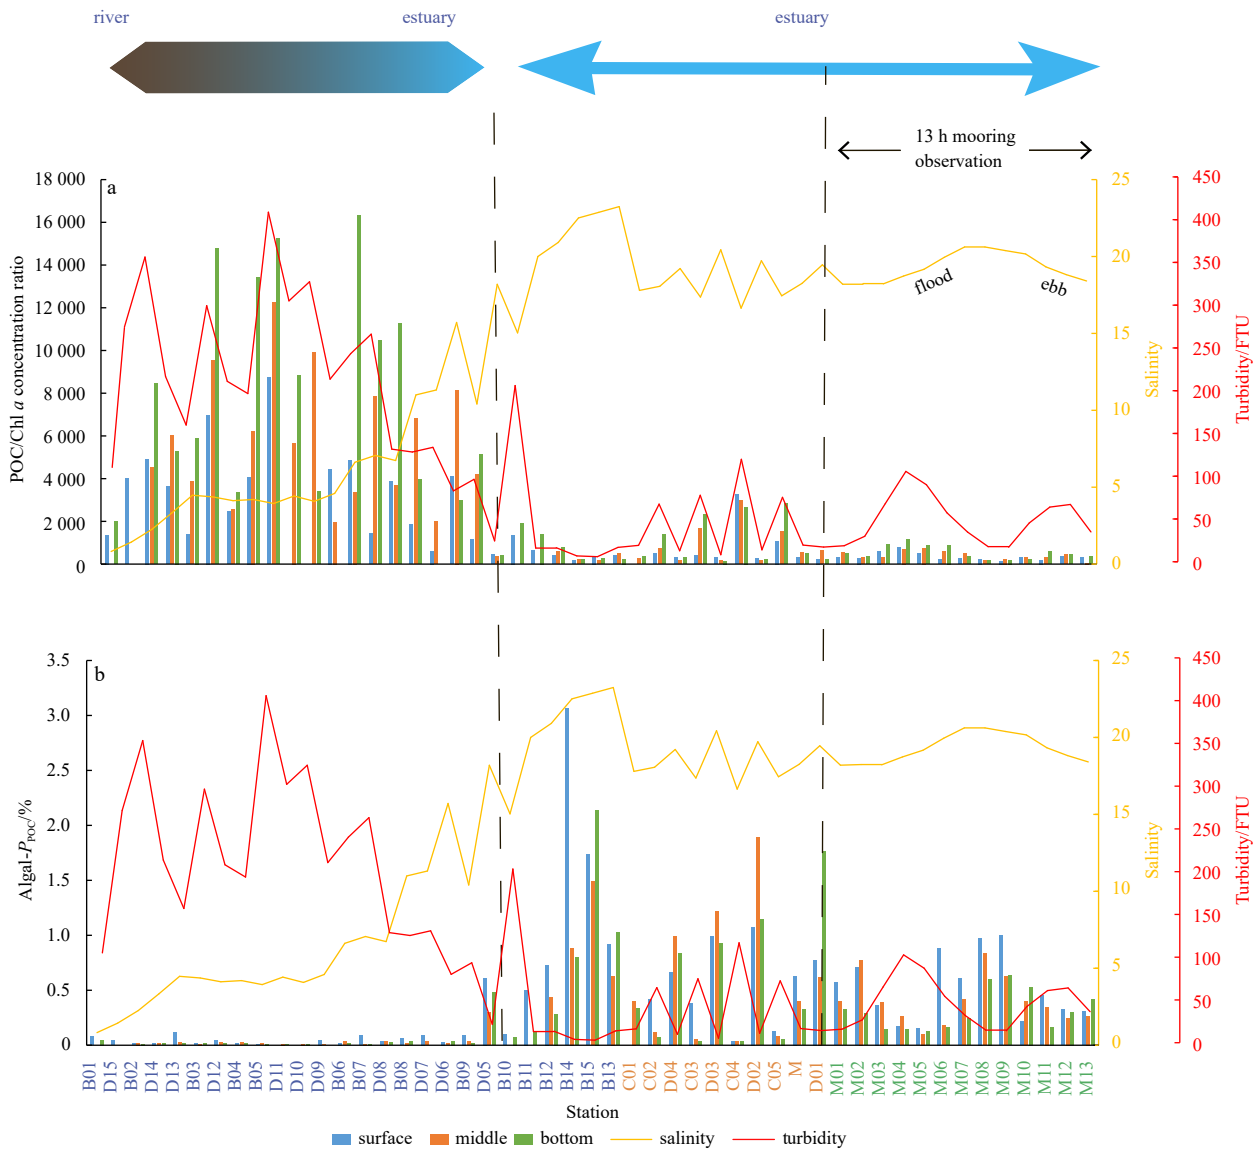 river
estuary
estuary
13 h mooring
observation
a
POC/Chl a concentration ratio
18 000
16 000
14 000
12 000
10 000
8 000
6 000
4 000
2 000
0
flood
ebb
25
20
15
10
5
0
Salinity
450
400
350
300
250
200
150
100
50
0
Turbidity/FTU
b
Algal-PPOC/%
3.5
3.0
2.5
2.0
1.5
1.0
0.5
0
25
20
15
10
5
0
Salinity
450
400
350
300
250
200
150
100
50
0
Turbidity/FTU
B01 D15 B02 D14 D13 B03 D12 B04 B05 D11 D10 D09 B06 B07 D08 B08 D07 D06 B09 D05 B10 B11 B12 B14 B15 B13 C01 C02 D04 C03 D03 C04 D02 C05 M D01 M01 M02 M03 M04 M05 M06 M07 M08 M09 M10 M11 M12 M13
Station
surface middle bottom salinity turbidity